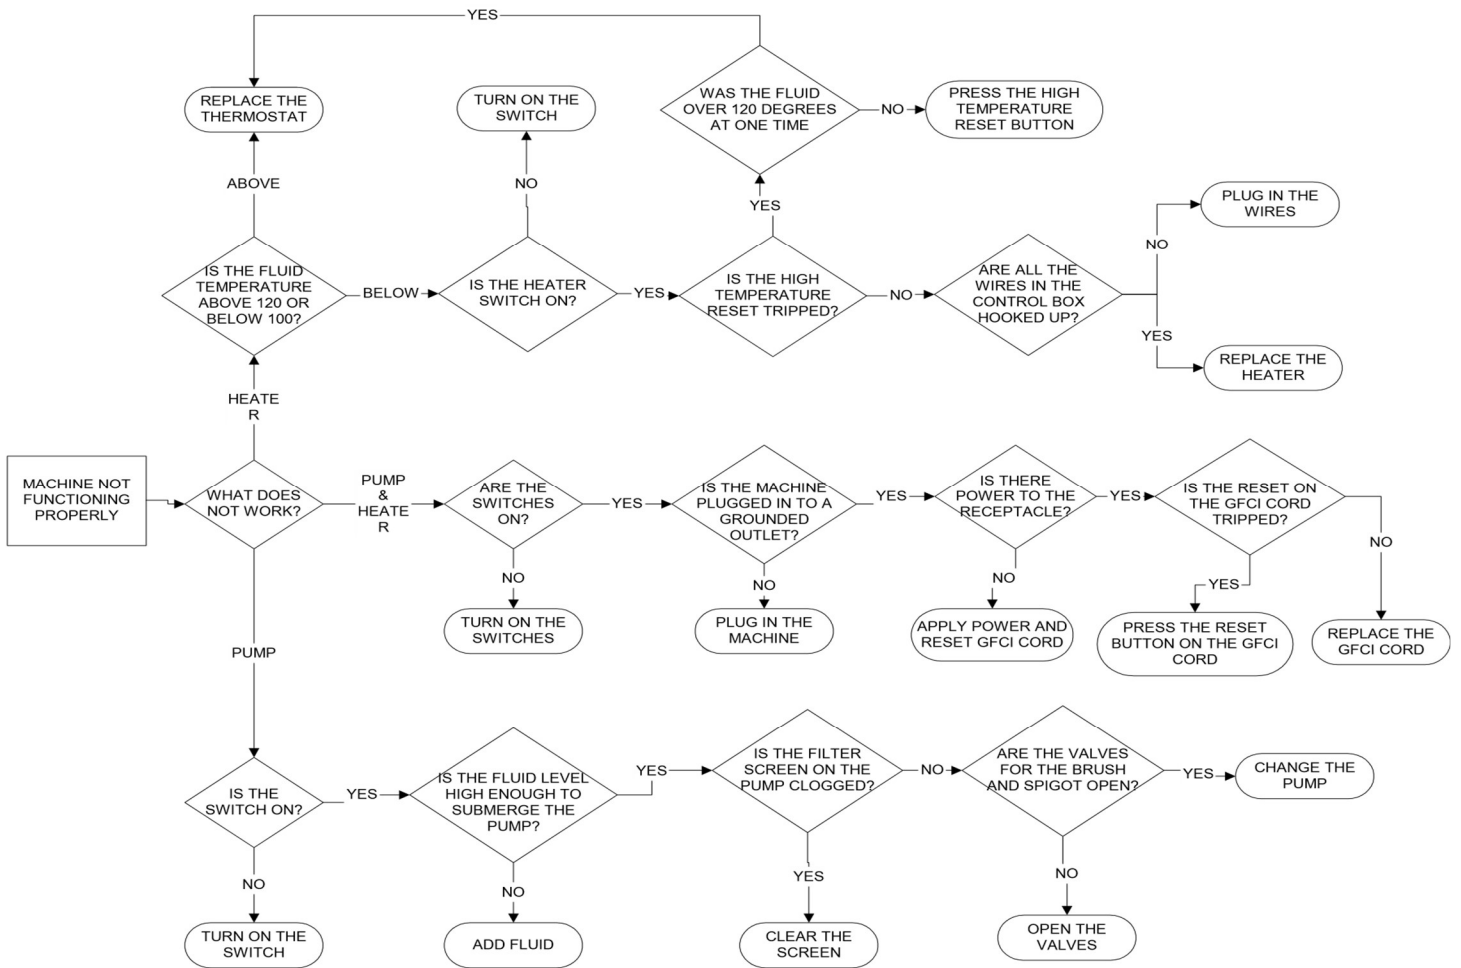 YES
REPLACE THE
THERMOSTAT
TURN ON THE
SWITCH
WAS THE FLUID
OVER 120 DEGREES
AT ONE TIME
NO
PRESS THE HIGH
TEMPERATURE
RESET BUTTON
ABOVE
NO
YES
PLUG IN THE
WIRES
NO
IS THE FLUID
TEMPERATURE
ABOVE 120 OR
BELOW 100?
BELOW
IS THE HEATER
SWITCH ON?
YES
IS THE HIGH
TEMPERATURE
RESET TRIPPED?
NO
ARE ALL THE
WIRES IN THE
CONTROL BOX
HOOKED UP?
YES
REPLACE THE
HEATER
HEATE
R
MACHINE NOT
FUNCTIONING
PROPERLY
WHAT DOES
NOT WORK?
PUMP
&
HEATE
R
ARE THE
SWITCHES
ON?
YES
IS THE MACHINE
PLUGGED IN TO A
GROUNDED
OUTLET?
YES
IS THERE
POWER TO THE
RECEPTACLE?
YES
IS THE RESET ON
THE GFCI CORD
TRIPPED?
NO
NO
NO
NO
YES
TURN ON THE
SWITCHES
PLUG IN THE
MACHINE
APPLY POWER AND
RESET GFCI CORD
PRESS THE RESET
BUTTON ON THE GFCI
CORD
REPLACE THE
GFCI CORD
PUMP
IS THE
SWITCH ON?
YES
IS THE FLUID LEVEL
HIGH ENOUGH TO
SUBMERGE THE
PUMP?
YES
IS THE FILTER
SCREEN ON THE
PUMP CLOGGED?
NO
ARE THE VALVES
FOR THE BRUSH
AND SPIGOT OPEN?
YES
CHANGE THE
PUMP
NO
NO
YES
NO
TURN ON THE
SWITCH
ADD FLUID
CLEAR THE
SCREEN
OPEN THE
VALVES